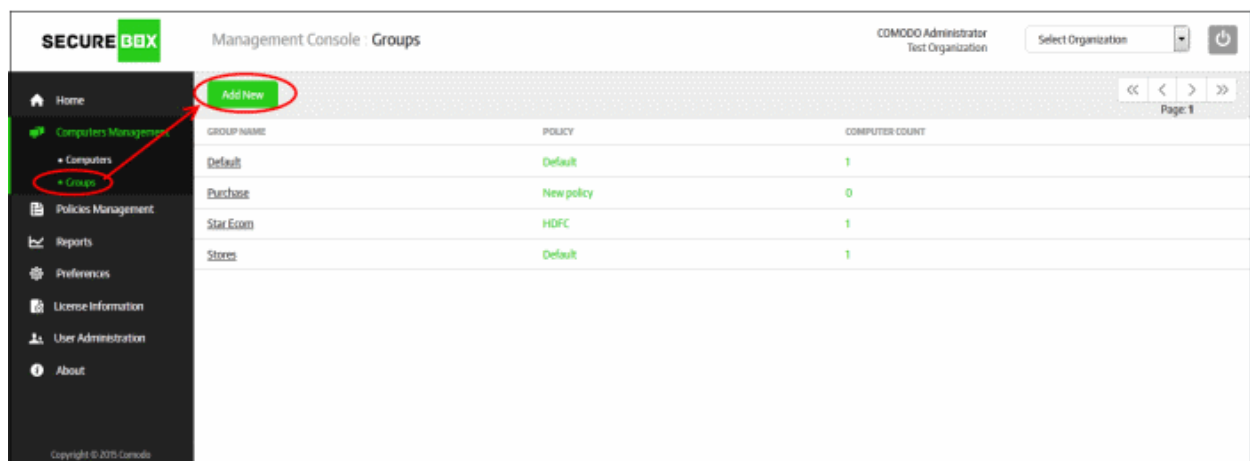 SECURE BOX
Management Console : Groups
COMODO Administrator
Test Organization
Select Organization
Home
Computers Management
Computers
Groups
Policies Management
Reports
Preferences
License Information
User Administration
About
Copyright © 2015 Comodo
Add New
Page: 1
GROUP NAME POLICY COMPUTER COUNT
Default Default 1
Purchase New policy 0
Star Ecom HDFC 1
Stores Default 1